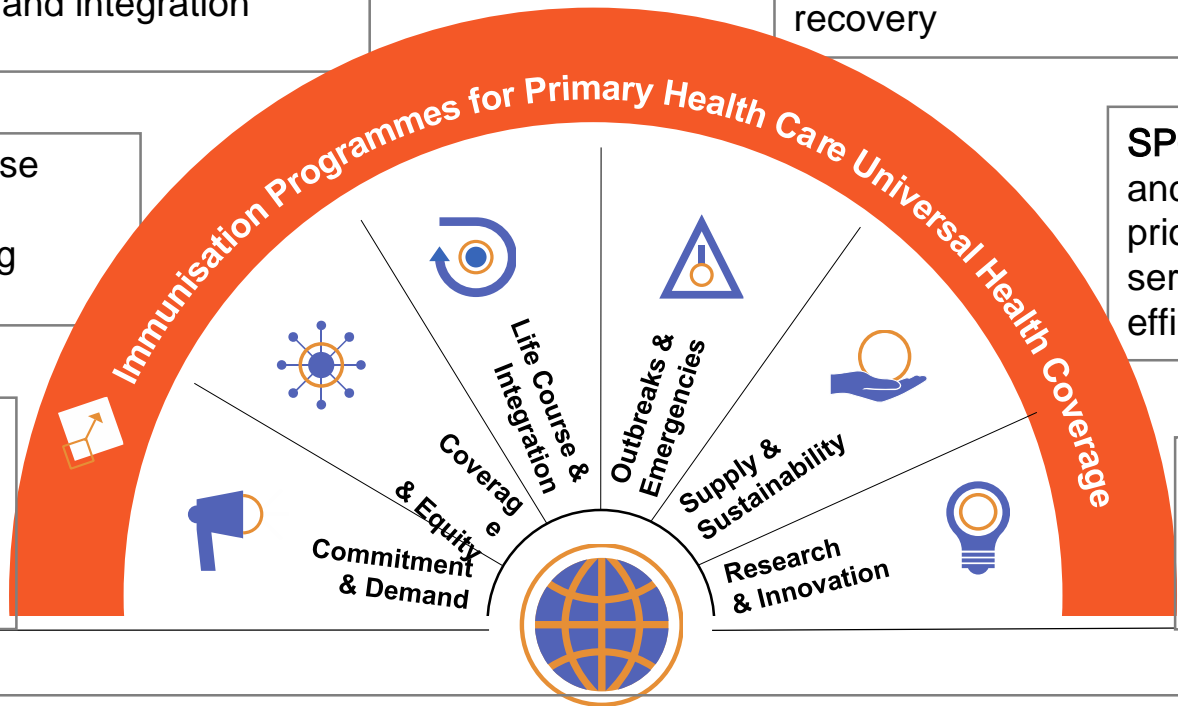 and integration
recovery
se
g
SP
and
prio
ser
effi
Immunisation Programmes for Primary Health Care Universal Health Coverage
Commitment
& Demand
Coverag
e
& Equity
Life Course &
Integration
Outbreaks &
Emergencies
Supply &
Sustainability
Research
& Innovation